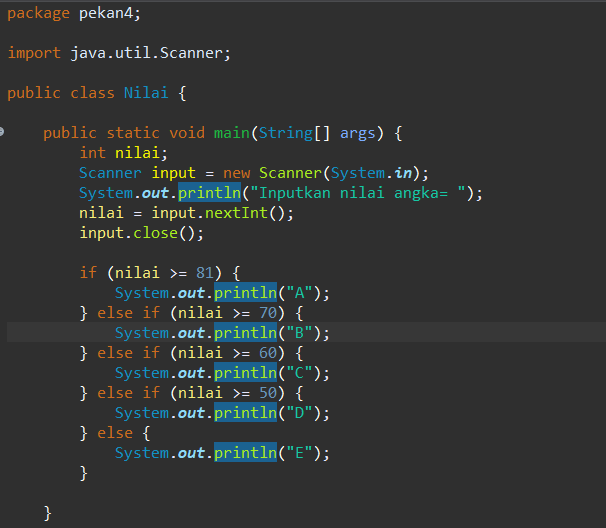 package pekan4;
import java.util.Scanner;
public class Nilai {
public static void main(String[] args) {
int nilai;
Scanner input = new Scanner(System.in);
System.out.println("Inputkan nilai angka= ");
nilai = input.nextInt();
input.close();
if (nilai >= 81) {
System.out.println("A");
} else if (nilai >= 70) {
System.out.println("B");
} else if (nilai >= 60) {
System.out.println("C");
} else if (nilai >= 50) {
System.out.println("D");
} else {
System.out.println("E");
}
}